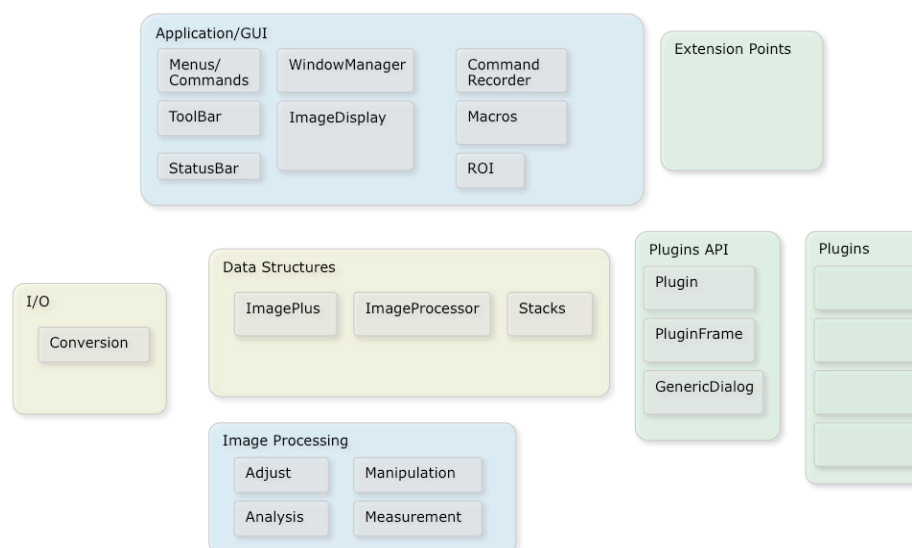 Application/GUI
Menus/
Commands
WindowManager
Command
Recorder
ToolBar
ImageDisplay
Macros
StatusBar
ROI
Extension Points
I/O
Conversion
Data Structures
ImagePlus
ImageProcessor
Stacks
Plugins API
Plugin
PluginFrame
GenericDialog
Plugins
Image Processing
Adjust
Manipulation
Analysis
Measurement